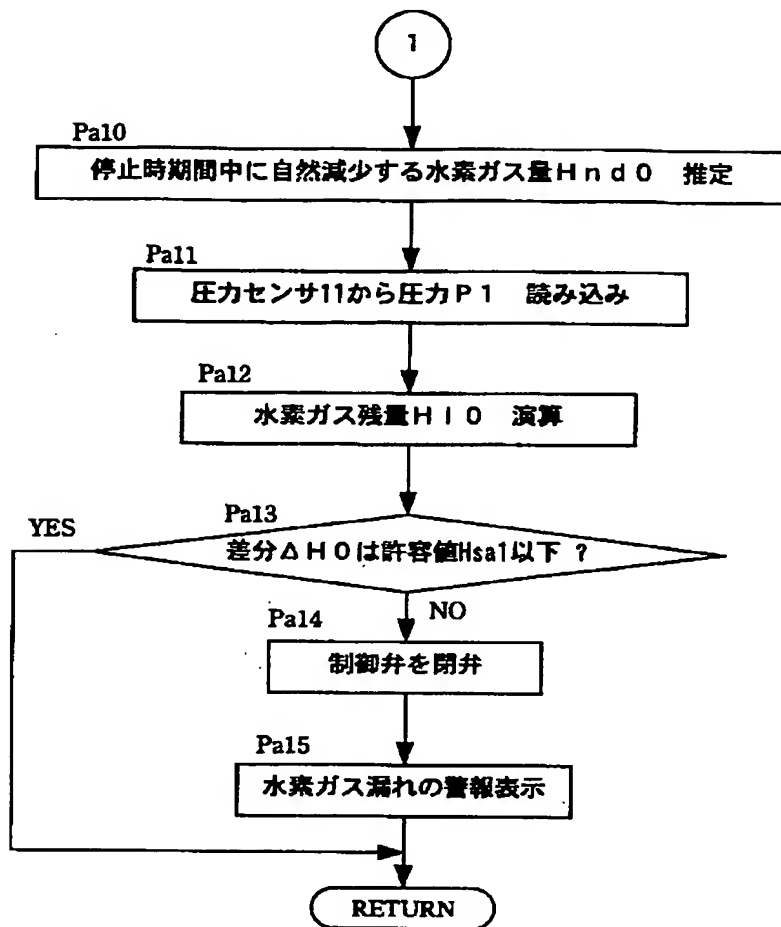 1
Pa10
停止時期間中に自然減少する水素ガス量Hnd0 推定
Pa11
圧力センサ11から圧力P1 読み込み
Pa12
水素ガス残量Hl0 演算
YES
Pa13
差分ΔH0は許容値Hsa1以下 ?
NO
Pa14
制御弁を閉弁
Pa15
水素ガス漏れの警報表示
RETURN